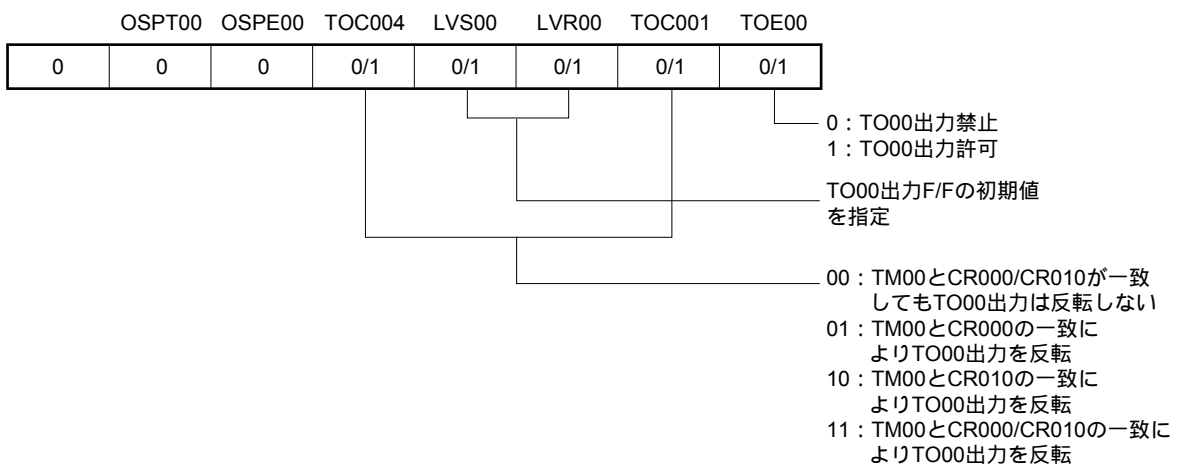 OSPT00 OSPE00 TOC004 LVS00 LVR00 TOC001 TOE00
0 0 0 0/1 0/1 0/1 0/1 0/1
0：TO00出力禁止
1：TO00出力許可
TO00出力F/Fの初期値
を指定
00：TM00とCR000/CR010が一致
してもTO00出力は反転しない
01：TM00とCR000の一致に
よりTO00出力を反転
10：TM00とCR010の一致に
よりTO00出力を反転
11：TM00とCR000/CR010の一致に
よりTO00出力を反転